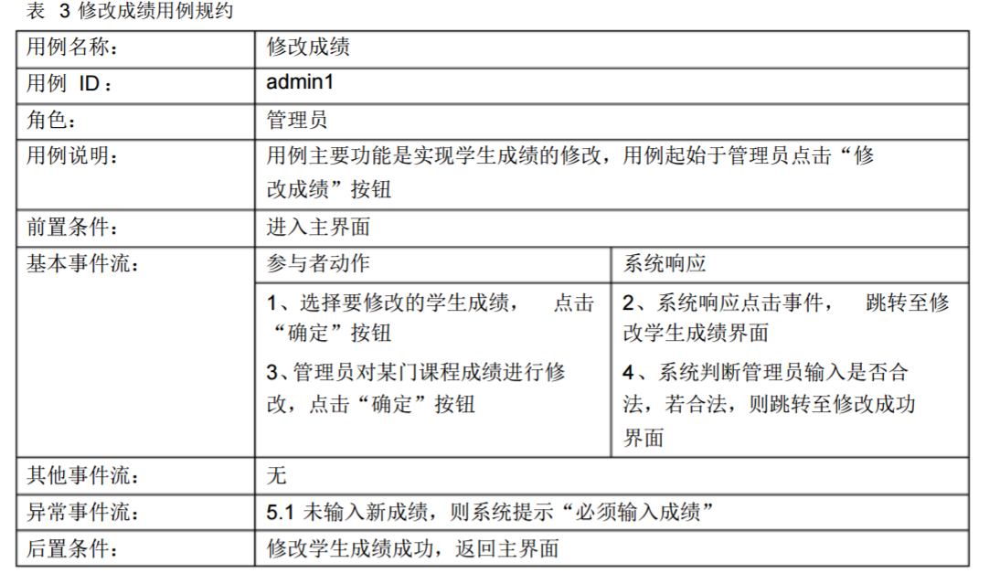 表 3 修改成绩用例规约
用例名称：
修改成绩
用例 ID：
admin1
角色：
管理员
用例说明：
用例主要功能是实现学生成绩的修改，用例起始于管理员点击“修
改成绩”按钮
前置条件：
进入主界面
基本事件流：
参与者动作
系统响应
1、选择要修改的学生成绩， 点击
“确定”按钮
3、管理员对某门课程成绩进行修
改，点击“确定”按钮
2、系统响应点击事件， 跳转至修
改学生成绩界面
4、系统判断管理员输入是否合
法，若合法，则跳转至修改成功
界面
其他事件流：
无
异常事件流：
5.1 未输入新成绩，则系统提示“必须输入成绩”
后置条件：
修改学生成绩成功，返回主界面